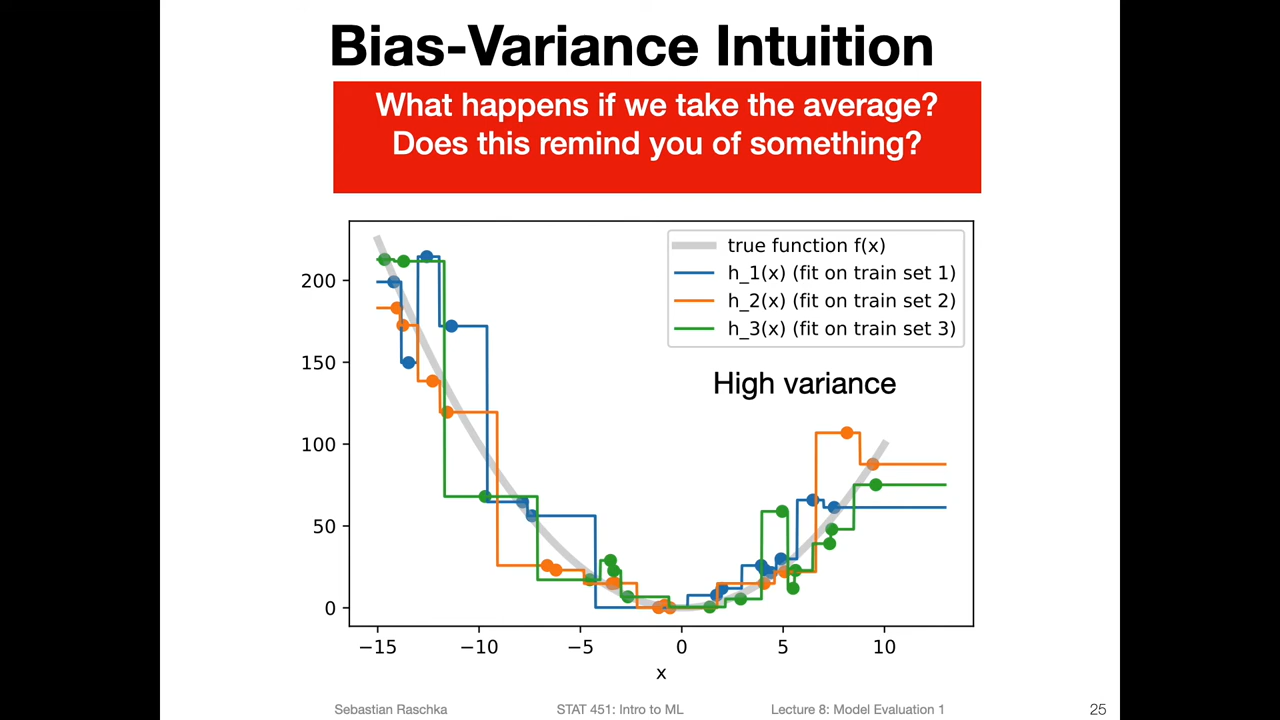 Bias-Variance Intuition
What happens if we take the average?
Does this remind you of something?
true function f(x)
h_1(x) (fit on train set 1)
h_2(x) (fit on train set 2)
h_3(x) (fit on train set 3)
High variance
200
150
100
50
0
−15 −10 −5 0 5 10
x
Sebastian Raschka STAT 451: Intro to ML Lecture 8: Model Evaluation 1 25